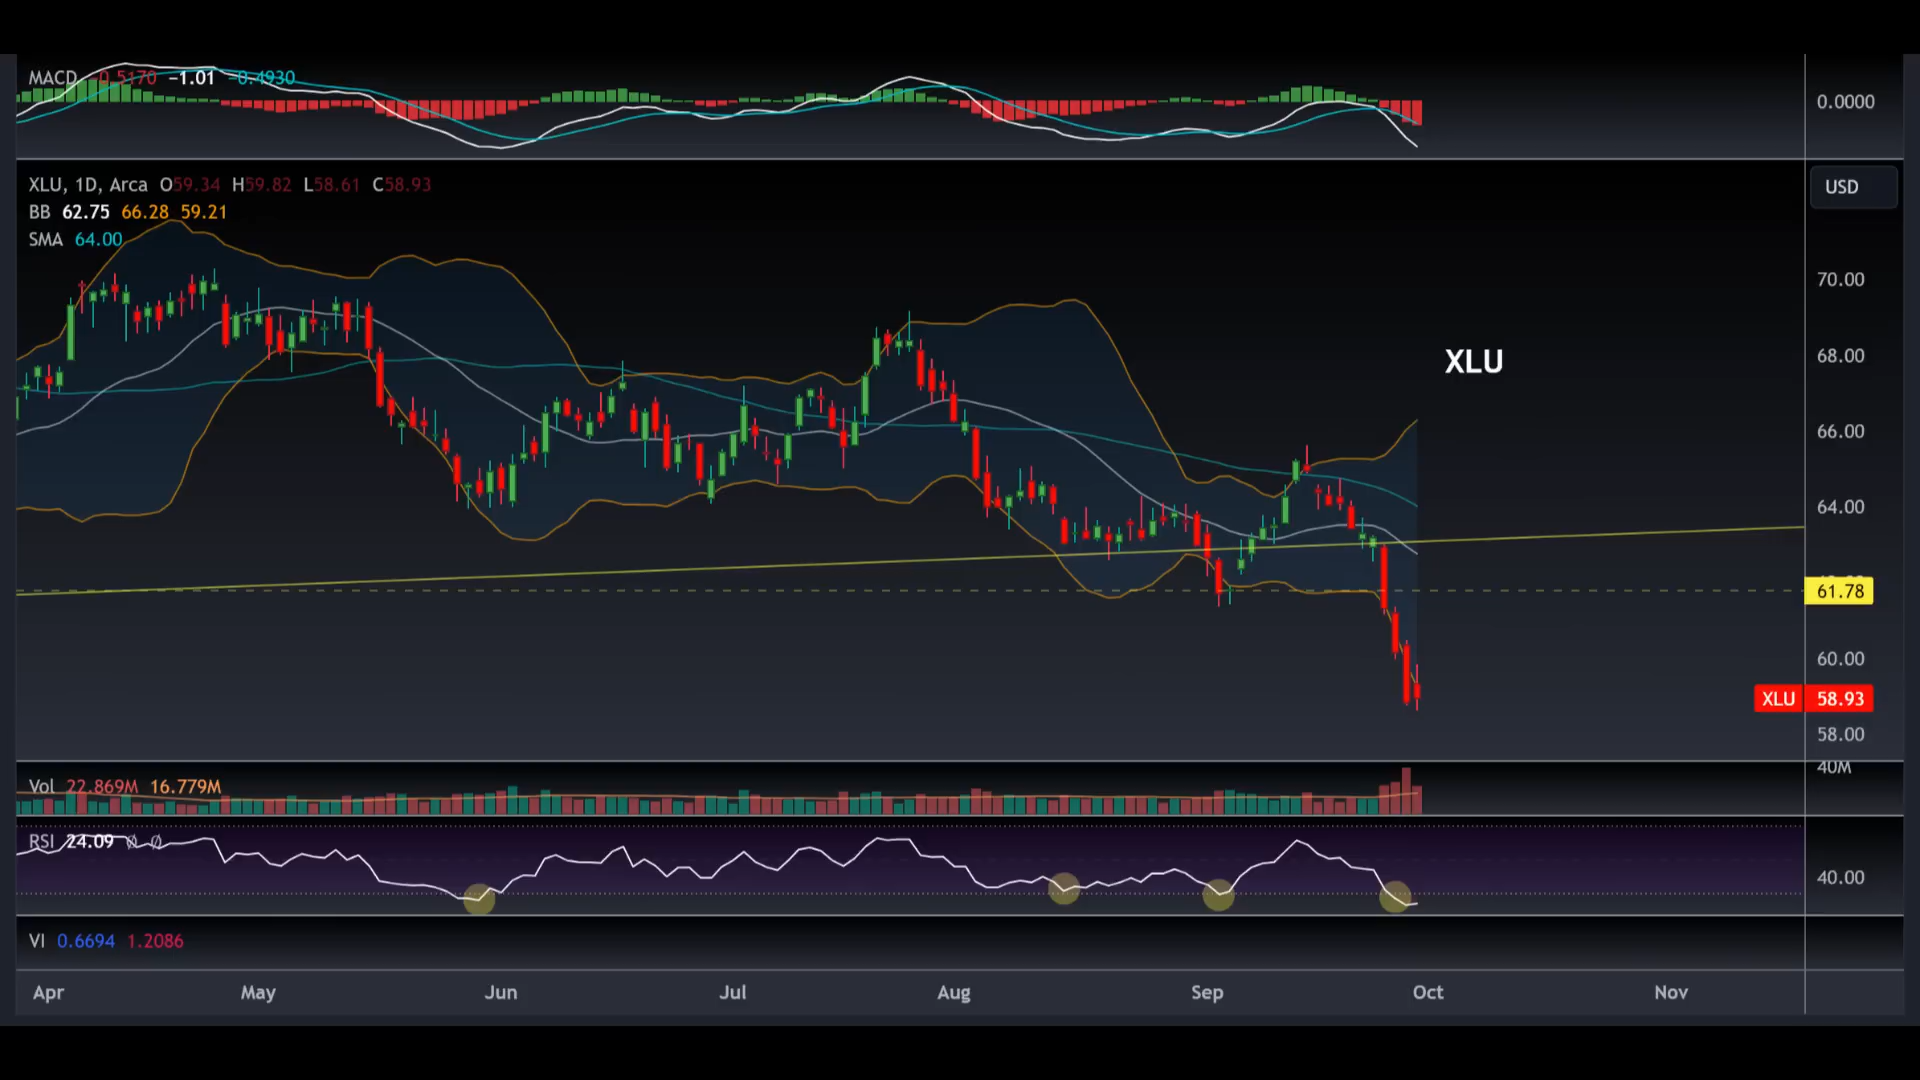 MACD -0.5170 −1.01 −0.4930
0.0000
XLU, 1D, Arca O59.34 H59.82 L58.61 C58.93
USD
BB 62.75 66.28 59.21
SMA 64.00
70.00
68.00
XLU
66.00
64.00
61.78
60.00
XLU 58.93
58.00
40M
Vol 22.869M 16.779M
RSI 24.09 Ø Ø
40.00
VI 0.6694 1.2086
Apr May Jun Jul Aug Sep Oct Nov